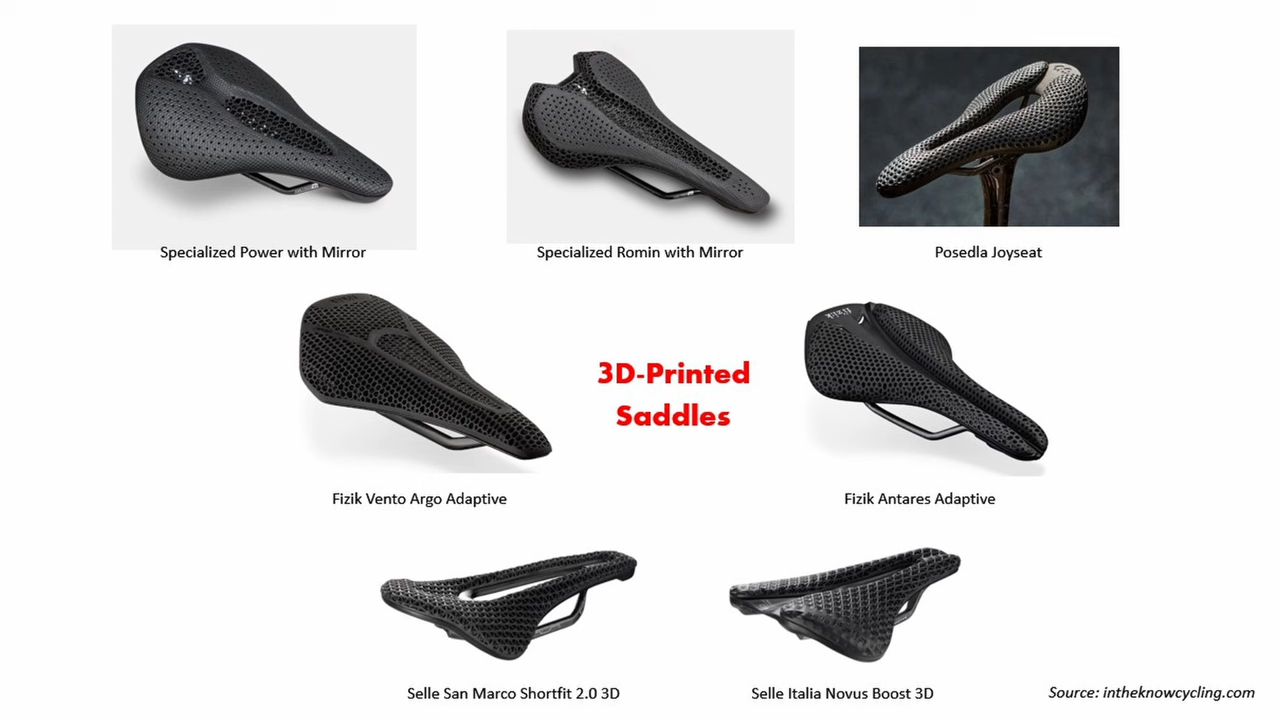 Specialized Power with Mirror
Specialized Romin with Mirror
Posedla Joyseat
fizik
3D-Printed
Saddles
Fizik Vento Argo Adaptive
Fizik Antares Adaptive
Selle San Marco Shortfit 2.0 3D
Selle Italia Novus Boost 3D
Source: intheknowcycling.com